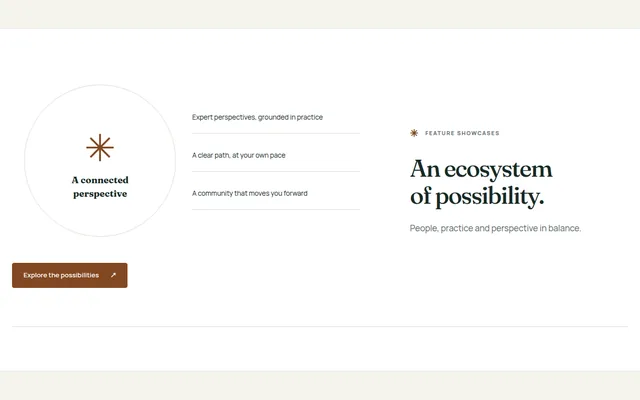 A connected
perspective
Expert perspectives, grounded in practice
A clear path, at your own pace
A community that moves you forward
Explore the possibilities ↗
FEATURE SHOWCASES
An ecosystem
of possibility.
People, practice and perspective in balance.